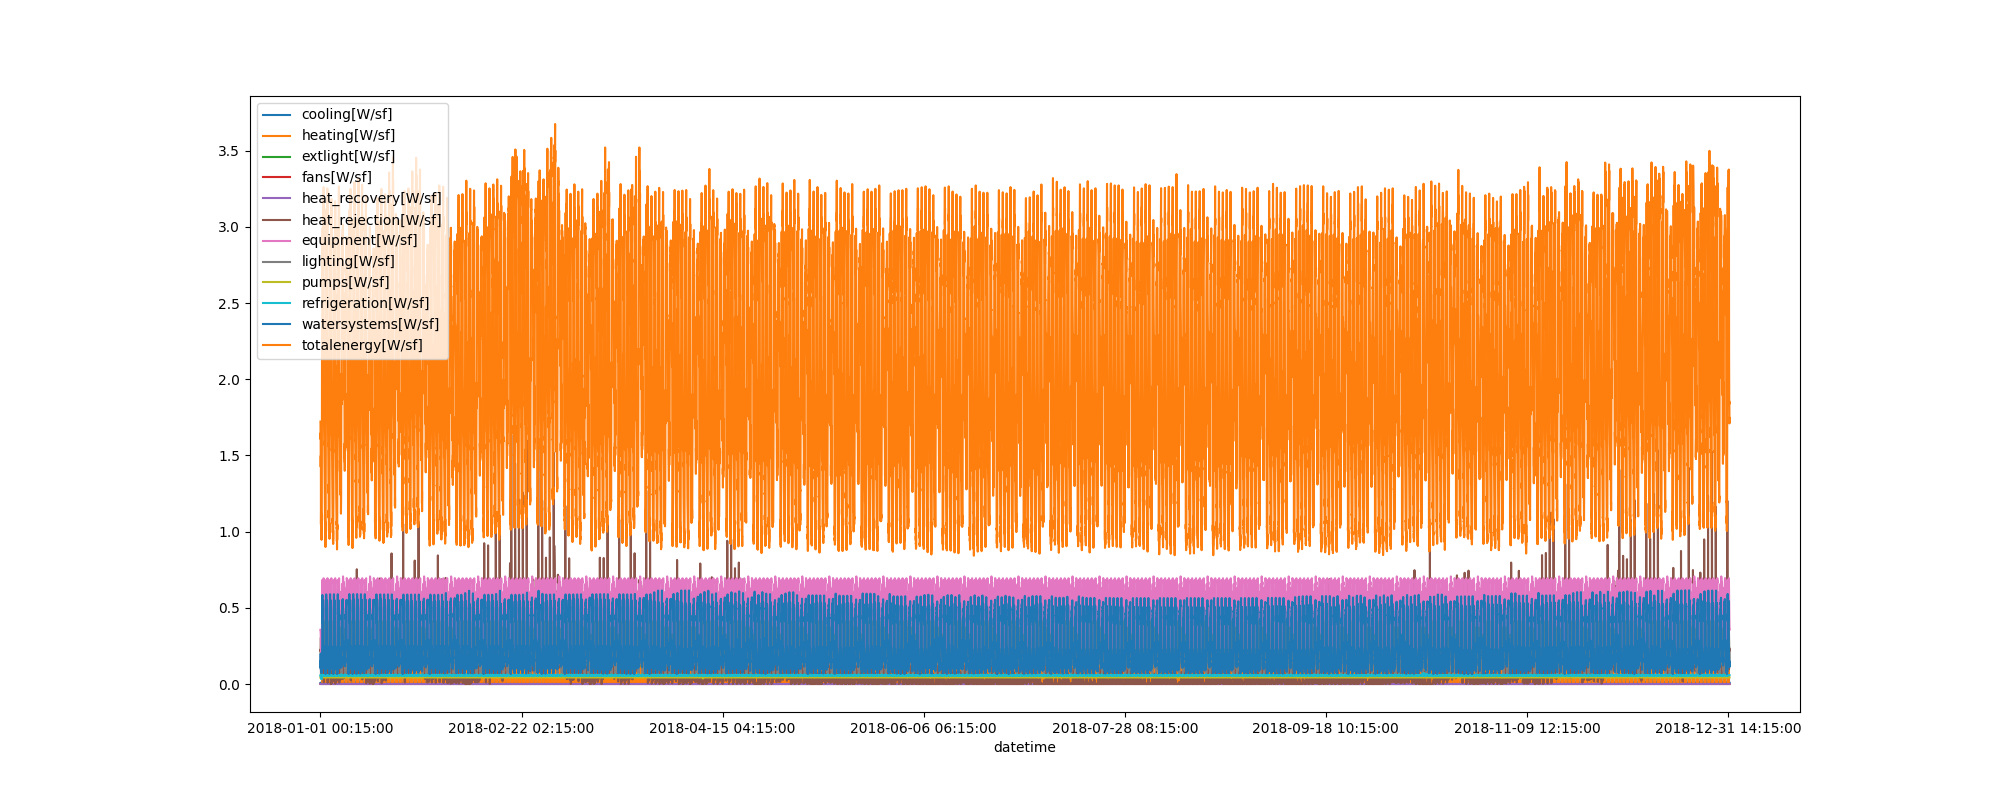 cooling[W/sf]
heating[W/sf]
extlight[W/sf]
fans[W/sf]
heat_recovery[W/sf]
heat_rejection[W/sf]
equipment[W/sf]
lighting[W/sf]
pumps[W/sf]
refrigeration[W/sf]
watersystems[W/sf]
totalenergy[W/sf]
3.5
3.0
2.5
2.0
1.5
1.0
0.5
0.0
2018-01-01 00:15:00 2018-02-22 02:15:00 2018-04-15 04:15:00 2018-06-06 06:15:00 2018-07-28 08:15:00 2018-09-18 10:15:00 2018-11-09 12:15:00 2018-12-31 14:15:00
datetime